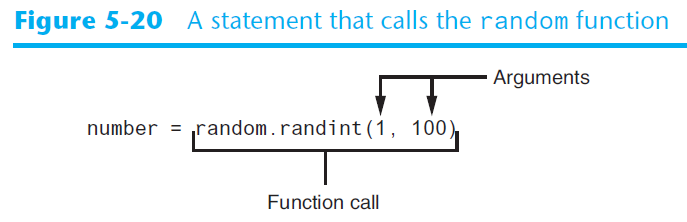 Figure 5-20 A statement that calls the random function
Arguments
number = random.randint(1, 100)
Function call